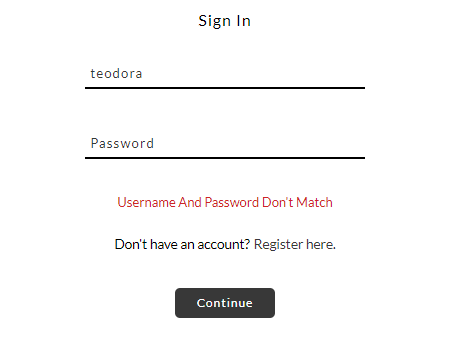 Sign In
teodora
Password
Username And Password Don't Match
Don't have an account? Register here.
Continue